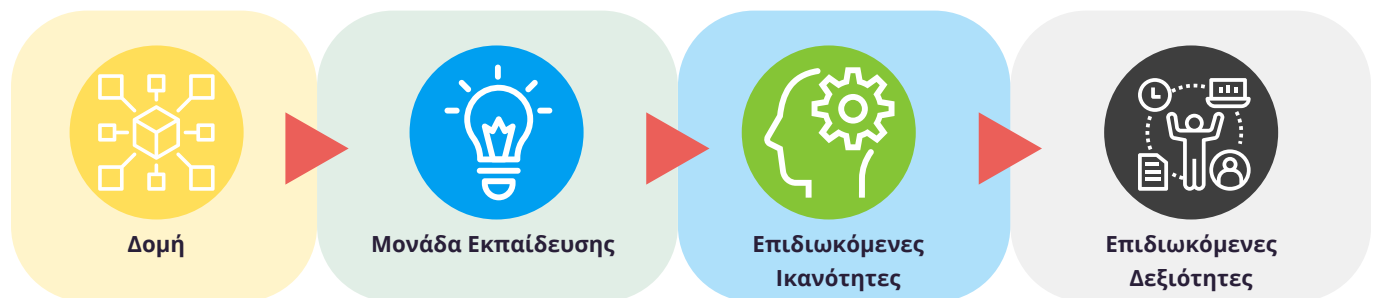 Δομή
Μονάδα Εκπαίδευσης
Επιδιωκόμενες
Ικανότητες
Επιδιωκόμενες
Δεξιότητες